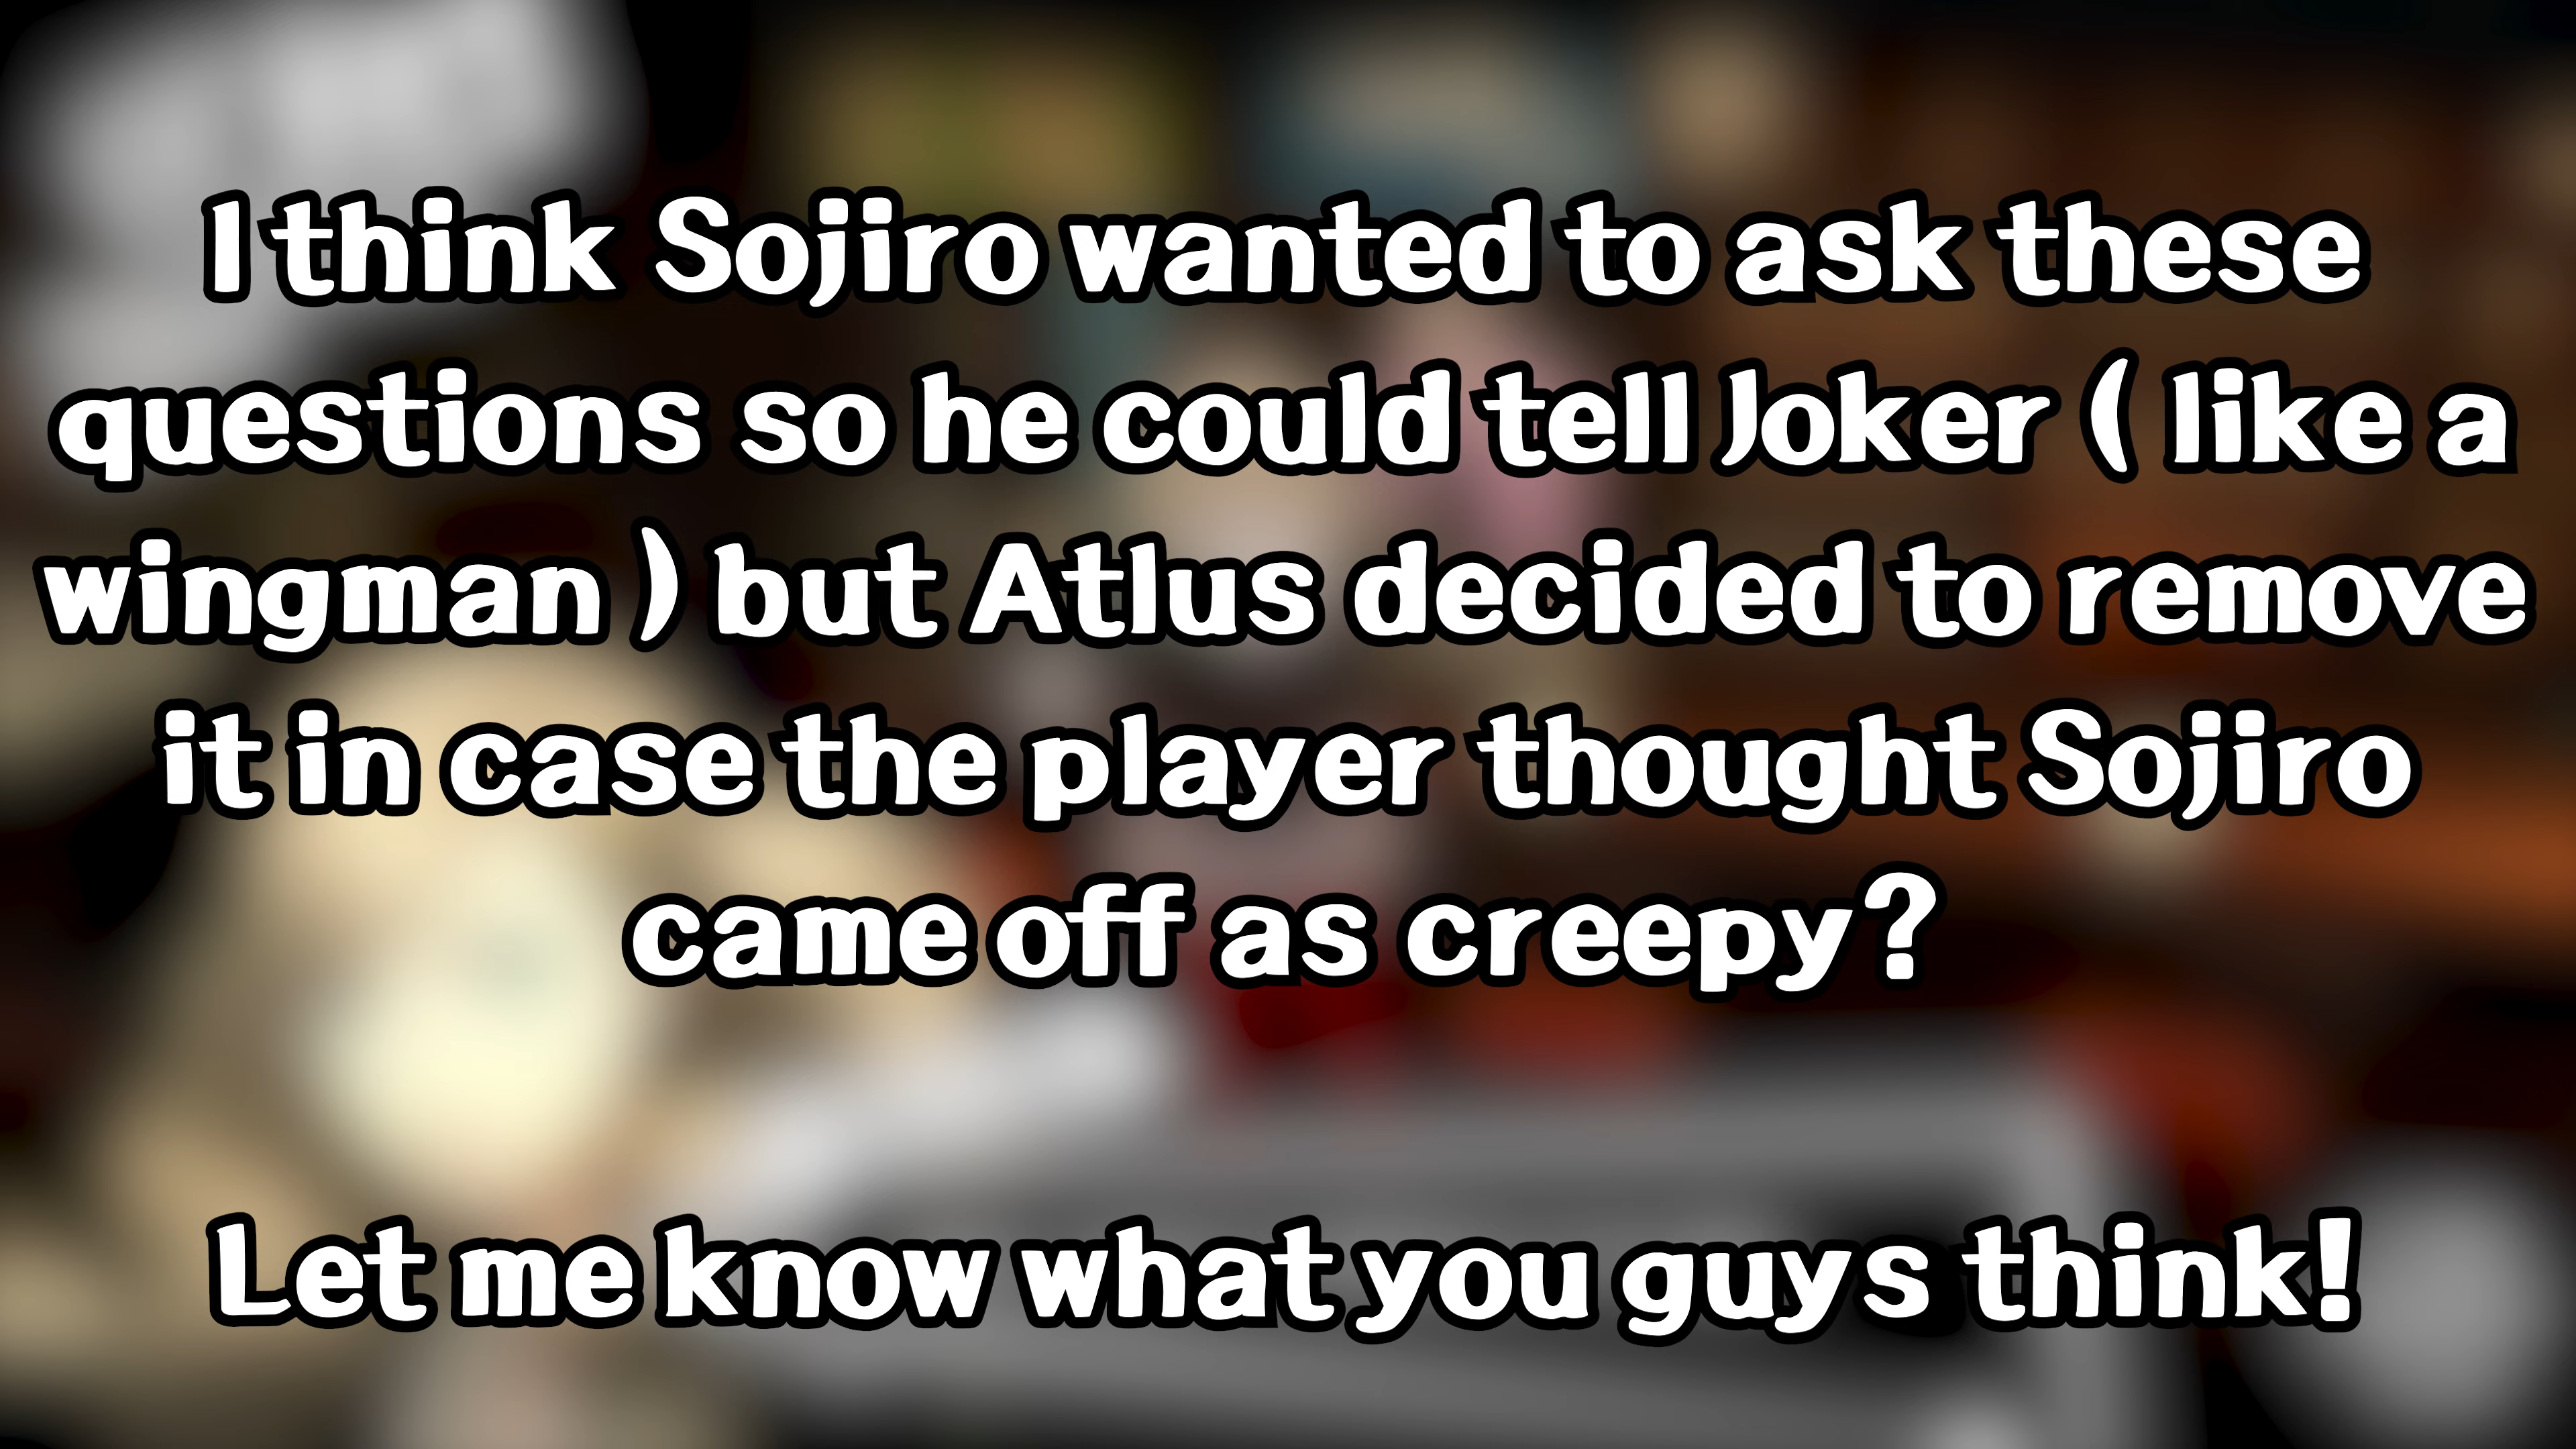 I think Sojiro wanted to ask these
questions so he could tell Joker ( like a
wingman ) but Atlus decided to remove
it in case the player thought Sojiro
came off as creepy?
Let me know what you guys think!